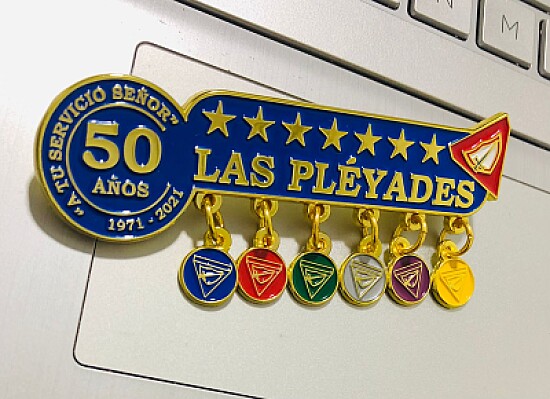 "A TU SERVICIO SEÑOR"
50
AÑOS
1971 - 2021
LAS PLÉYADES
N
M